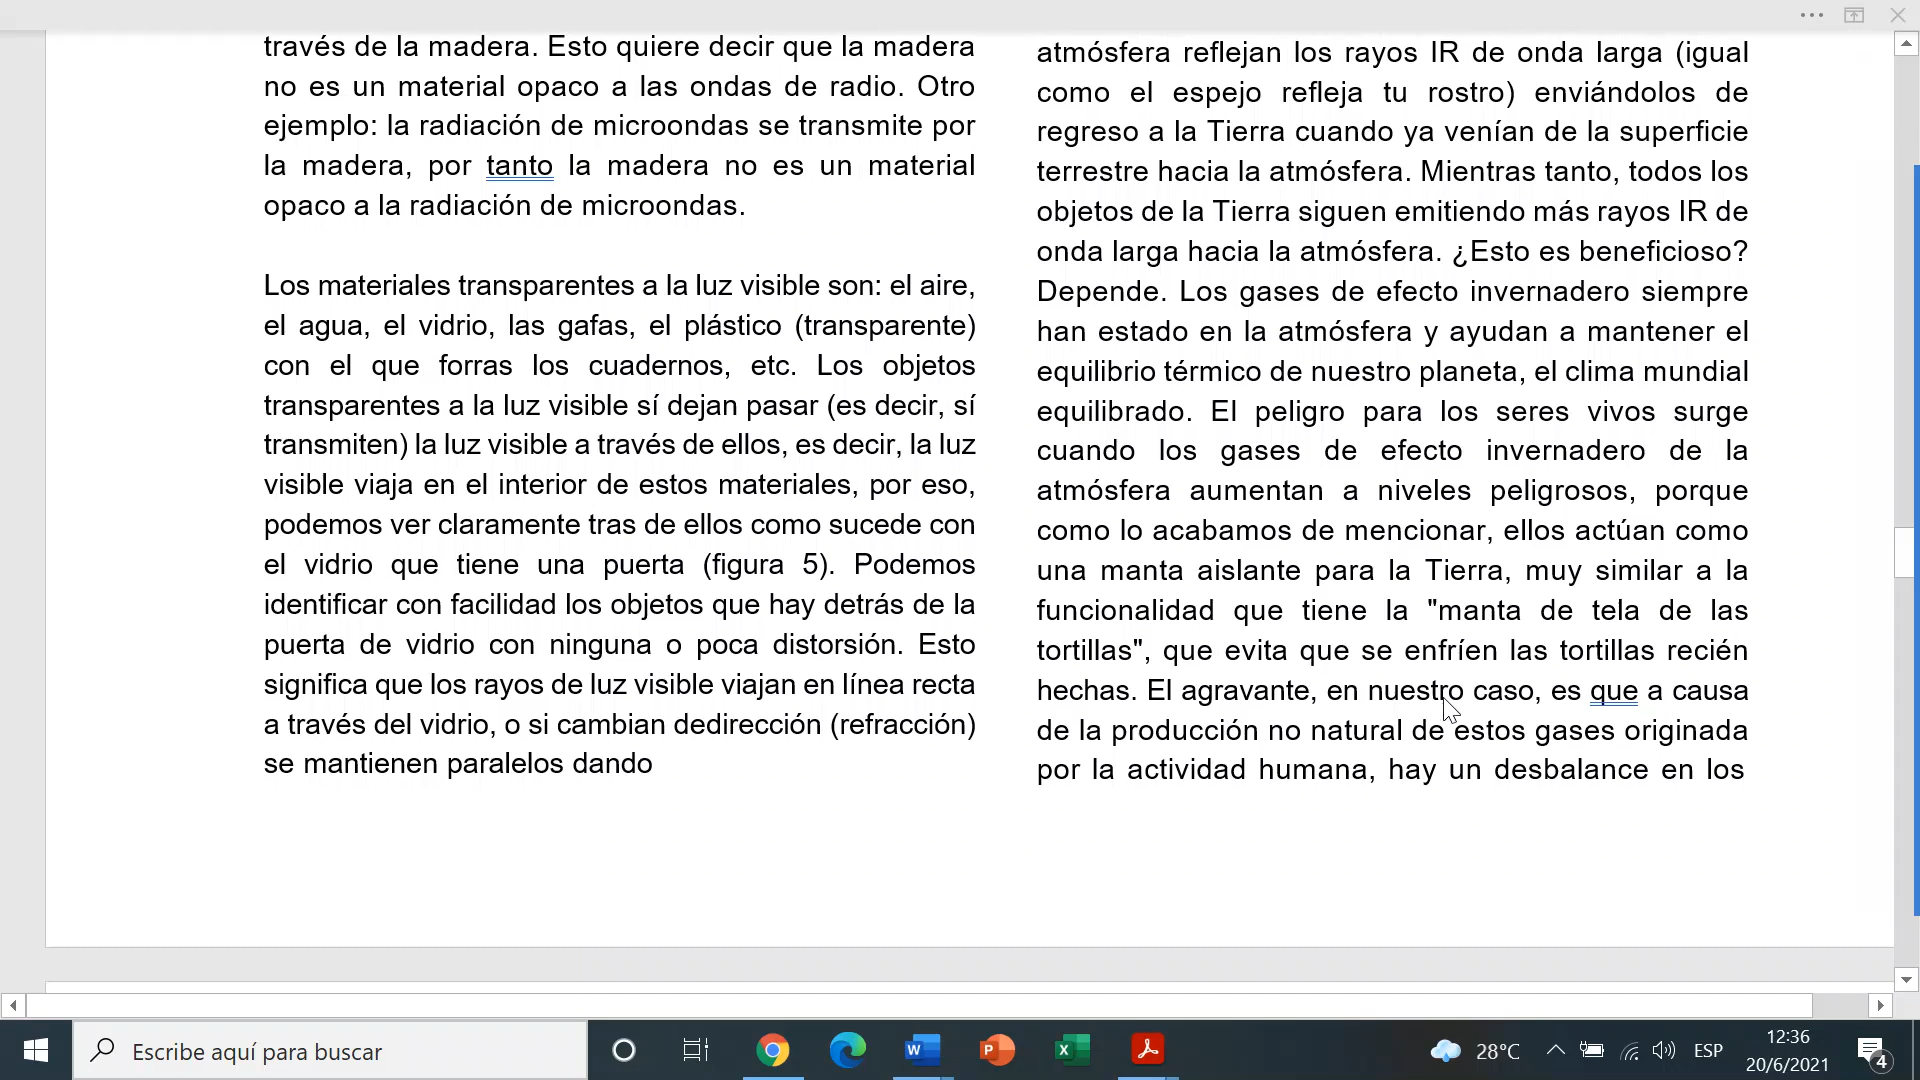 través de la madera. Esto quiere decir que la madera
no es un material opaco a las ondas de radio. Otro
ejemplo: la radiación de microondas se transmite por
la madera, por tanto la madera no es un material
opaco a la radiación de microondas.
Los materiales transparentes a la luz visible son: el aire,
el agua, el vidrio, las gafas, el plástico (transparente)
con el que forras los cuadernos, etc. Los objetos
transparentes a la luz visible sí dejan pasar (es decir, sí
transmiten) la luz visible a través de ellos, es decir, la luz
visible viaja en el interior de estos materiales, por eso,
podemos ver claramente tras de ellos como sucede con
el vidrio que tiene una puerta (figura 5). Podemos
identificar con facilidad los objetos que hay detrás de la
puerta de vidrio con ninguna o poca distorsión. Esto
significa que los rayos de luz visible viajan en línea recta
a través del vidrio, o si cambian dedirección (refracción)
se mantienen paralelos dando
atmósfera reflejan los rayos IR de onda larga (igual
como el espejo refleja tu rostro) enviándolos de
regreso a la Tierra cuando ya venían de la superficie
terrestre hacia la atmósfera. Mientras tanto, todos los
objetos de la Tierra siguen emitiendo más rayos IR de
onda larga hacia la atmósfera. ¿Esto es beneficioso?
Depende. Los gases de efecto invernadero siempre
han estado en la atmósfera y ayudan a mantener el
equilibrio térmico de nuestro planeta, el clima mundial
equilibrado. El peligro para los seres vivos surge
cuando los gases de efecto invernadero de la
atmósfera aumentan a niveles peligrosos, porque
como lo acabamos de mencionar, ellos actúan como
una manta aislante para la Tierra, muy similar a la
funcionalidad que tiene la "manta de tela de las
tortillas", que evita que se enfríen las tortillas recién
hechas. El agravante, en nuestro caso, es que a causa
de la producción no natural de estos gases originada
por la actividad humana, hay un desbalance en los
Escribe aquí para buscar
W
P
X
28°C
ESP
12:36
20/6/2021
4